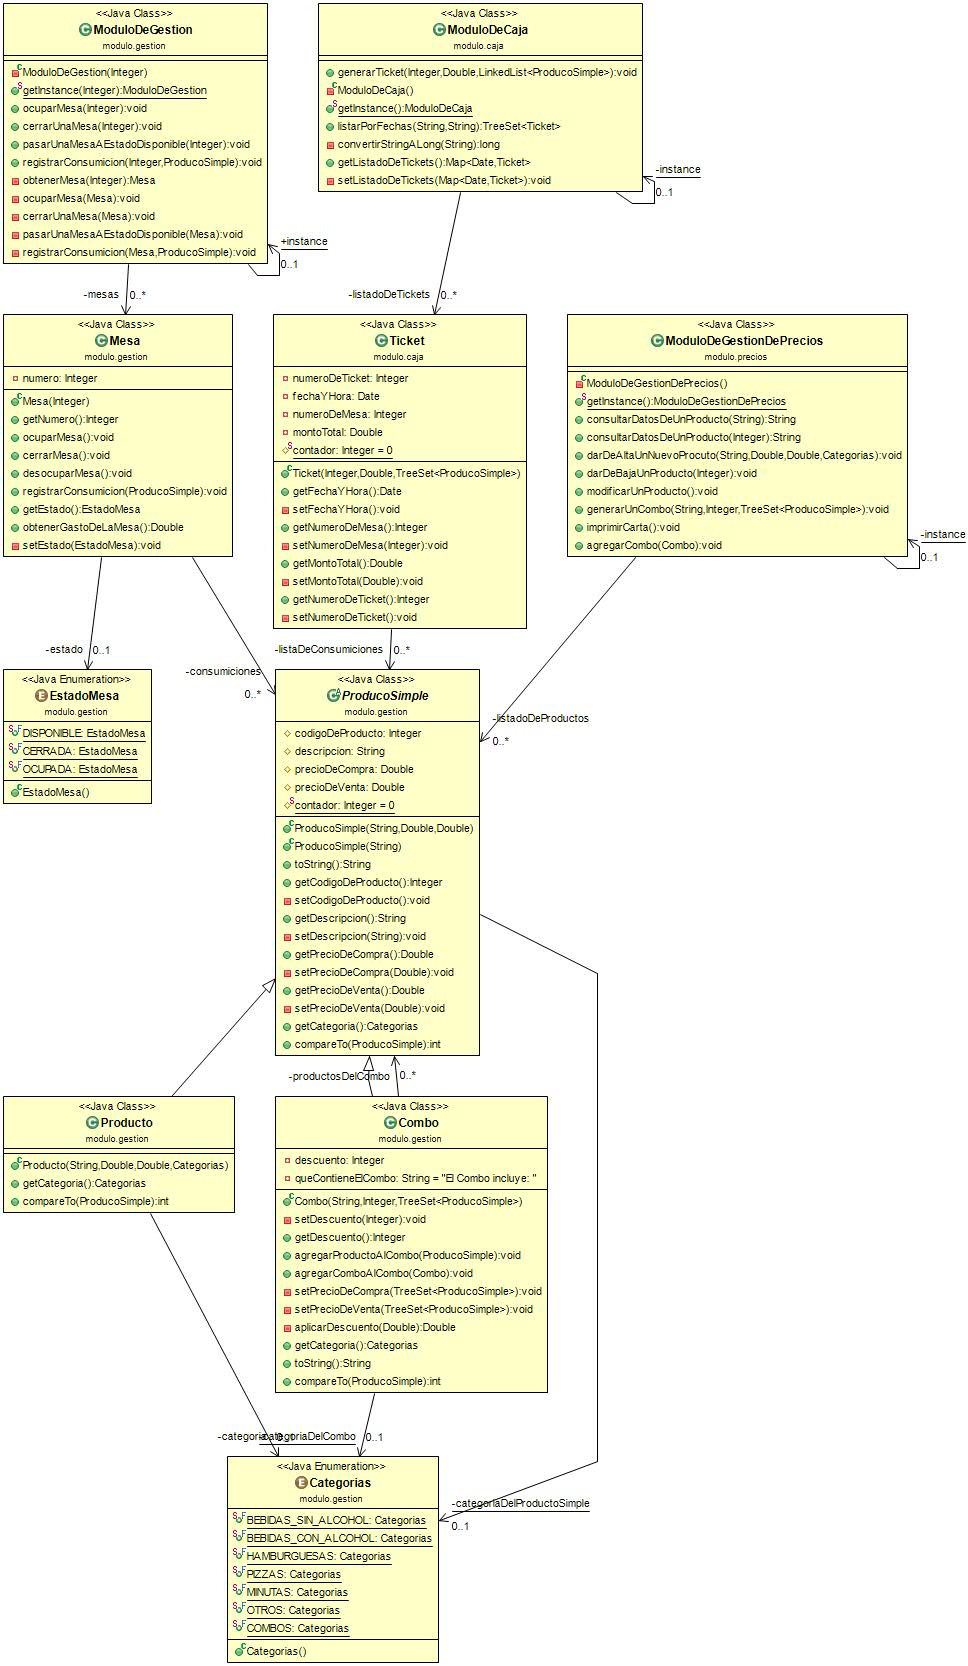 <<Java Class>>
ModuloDeGestion
modulo.gestion
ModuloDeGestion(Integer)
getInstance(Integer):ModuloDeGestion
ocuparMesa(Integer):void
cerrarUnaMesa(Integer):void
pasarUnaMesaAEstadoDisponible(Integer):void
registrarConsumicion(Integer,ProducoSimple):void
obtenerMesa(Integer):Mesa
ocuparMesa(Mesa):void
cerrarUnaMesa(Mesa):void
pasarUnaMesaAEstadoDisponible(Mesa):void
registrarConsumicion(Mesa,ProducoSimple):void
+instance
0..1
-mesas
0..*
<<Java Class>>
ModuloDeCaja
modulo.caja
generarTicket(Integer,Double,LinkedList<ProducoSimple>):void
ModuloDeCaja()
getInstance():ModuloDeCaja
listarPorFechas(String,String):TreeSet<Ticket>
convertirStringALong(String):long
getListadoDeTickets():Map<Date,Ticket>
setListadoDeTickets(Map<Date,Ticket>):void
-instance
0..1
-listadoDeTickets
0..*
<<Java Class>>
Mesa
modulo.gestion
numero: Integer
Mesa(Integer)
getNumero():Integer
ocuparMesa():void
cerrarMesa():void
desocuparMesa():void
registrarConsumicion(ProducoSimple):void
getEstado():EstadoMesa
obtenerGastoDeLaMesa():Double
setEstado(EstadoMesa):void
-estado
0..1
-consumiciones
0..*
<<Java Class>>
Ticket
modulo.caja
numeroDeTicket: Integer
fechaYHora: Date
numeroDeMesa: Integer
montoTotal: Double
contador: Integer = 0
Ticket(Integer,Double,TreeSet<ProducoSimple>)
getFechaYHora():Date
setFechaYHora():void
getNumeroDeMesa():Integer
setNumeroDeMesa(Integer):void
getMontoTotal():Double
setMontoTotal(Double):void
getNumeroDeTicket():Integer
setNumeroDeTicket():void
-listaDeConsumiciones
0..*
<<Java Class>>
ModuloDeGestionDePrecios
modulo.precios
ModuloDeGestionDePrecios()
getInstance():ModuloDeGestionDePrecios
consultarDatosDeUnProducto(String):String
consultarDatosDeUnProducto(Integer):String
darDeAltaUnNuevoProcuto(String,Double,Double,Categorias):void
darDeBajaUnProducto(Integer):void
modificarUnProducto():void
generarUnCombo(String,Integer,TreeSet<ProducoSimple>):void
imprimirCarta():void
agregarCombo(Combo):void
-instance
0..1
-listadoDeProductos
0..*
<<Java Enumeration>>
EstadoMesa
modulo.gestion
DISPONIBLE: EstadoMesa
CERRADA: EstadoMesa
OCUPADA: EstadoMesa
EstadoMesa()
<<Java Class>>
ProducoSimple
modulo.gestion
codigoDeProducto: Integer
descripcion: String
precioDeCompra: Double
precioDeVenta: Double
contador: Integer = 0
ProducoSimple(String,Double,Double)
ProducoSimple(String)
toString():String
getCodigoDeProducto():Integer
setCodigoDeProducto():void
getDescripcion():String
setDescripcion(String):void
getPrecioDeCompra():Double
setPrecioDeCompra(Double):void
getPrecioDeVenta():Double
setPrecioDeVenta(Double):void
getCategoria():Categorias
compareTo(ProducoSimple):int
-productosDelCombo
0..*
<<Java Class>>
Producto
modulo.gestion
Producto(String,Double,Double,Categorias)
getCategoria():Categorias
compareTo(ProducoSimple):int
<<Java Class>>
Combo
modulo.gestion
descuento: Integer
queContieneElCombo: String = "El Combo incluye: "
Combo(String,Integer,TreeSet<ProducoSimple>)
setDescuento(Integer):void
getDescuento():Integer
agregarProductoAlCombo(ProducoSimple):void
agregarComboAlCombo(Combo):void
setPrecioDeCompra(TreeSet<ProducoSimple>):void
setPrecioDeVenta(TreeSet<ProducoSimple>):void
aplicarDescuento(Double):Double
getCategoria():Categorias
toString():String
compareTo(ProducoSimple):int
-categoria
0..1
-categoriaDelCombo
0..1
<<Java Enumeration>>
Categorias
modulo.gestion
BEBIDAS_SIN_ALCOHOL: Categorias
BEBIDAS_CON_ALCOHOL: Categorias
HAMBURGUESAS: Categorias
PIZZAS: Categorias
MINUTAS: Categorias
OTROS: Categorias
COMBOS: Categorias
Categorias()
-categoriaDelProductoSimple
0..1